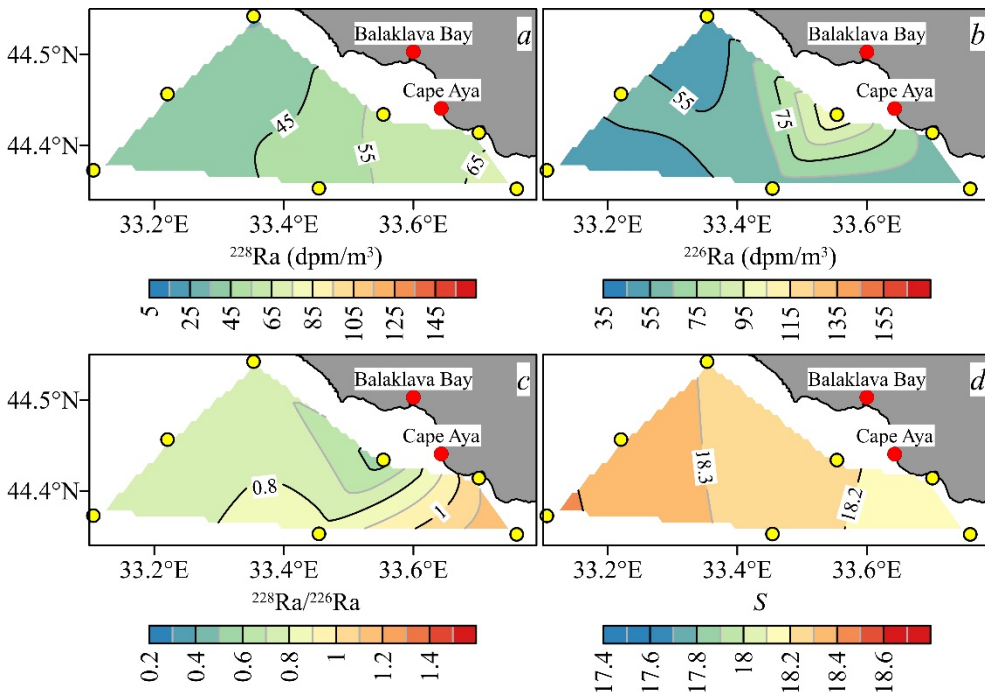 a
b
44.5°N
Balaklava Bay
Balaklava Bay
Cape Aya
Cape Aya
45
55
65
55
75
44.4°N
33.2°E 33.4°E 33.6°E
33.2°E 33.4°E 33.6°E
²²⁸Ra (dpm/m³)
²²⁶Ra (dpm/m³)
5 25 45 65 85 105 125 145
35 55 75 95 115 135 155
c
d
44.5°N
Balaklava Bay
Balaklava Bay
Cape Aya
Cape Aya
0.8
1
18.3
18.2
44.4°N
33.2°E 33.4°E 33.6°E
33.2°E 33.4°E 33.6°E
²²⁸Ra/²²⁶Ra
S
0.2 0.4 0.6 0.8 1 1.2 1.4
17.4 17.6 17.8 18 18.2 18.4 18.6